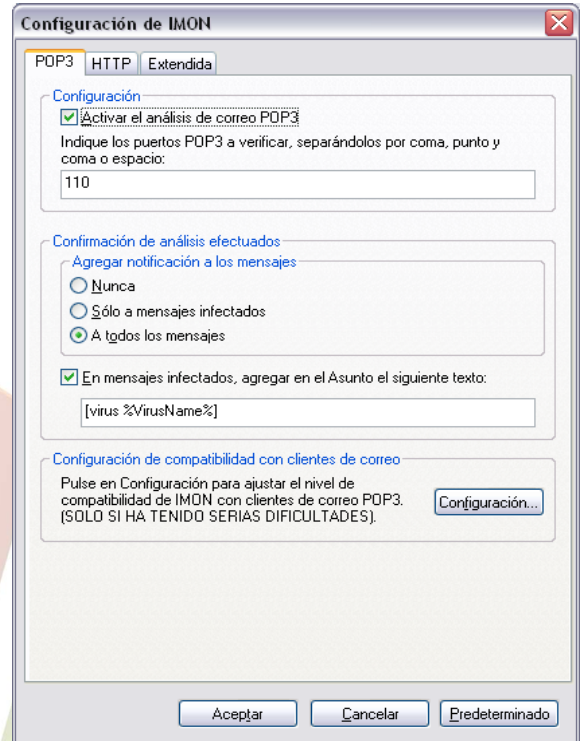 Configuración de IMON
POP3 HTTP Extendida
Configuración
Activar el análisis de correo POP3
Indique los puertos POP3 a verificar, separándolos por coma, punto y
coma o espacio:
110
Confirmación de análisis efectuados
Agregar notificación a los mensajes
Nunca
Sólo a mensajes infectados
A todos los mensajes
En mensajes infectados, agregar en el Asunto el siguiente texto:
[virus %VirusName%]
Configuración de compatibilidad con clientes de correo
Pulse en Configuración para ajustar el nivel de
compatibilidad de IMON con clientes de correo POP3.
(SOLO SI HA TENIDO SERIAS DIFICULTADES).
Configuración...
Aceptar Cancelar Predeterminado